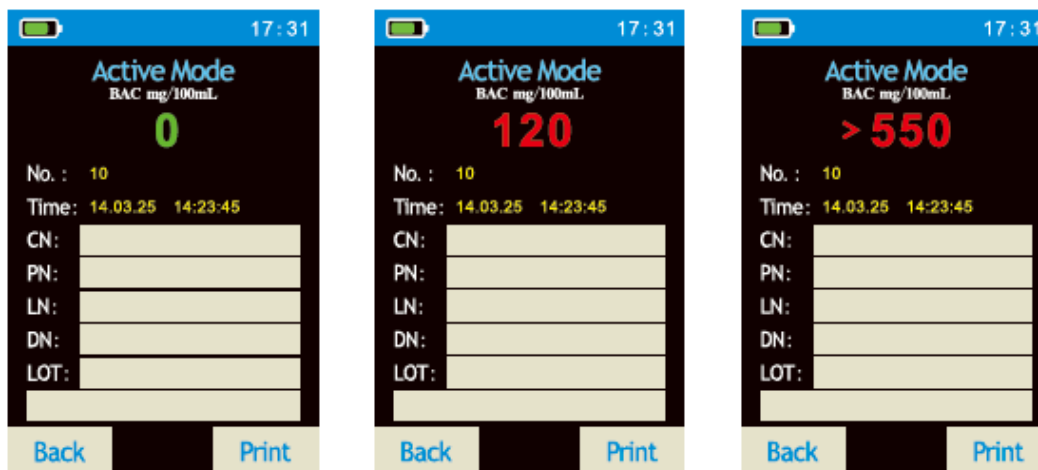 17:31
Active Mode
BAC mg/100mL
0
No. : 10
Time: 14.03.25 14:23:45
CN:
PN:
LN:
DN:
LOT:
Back Print
17:31
Active Mode
BAC mg/100mL
120
No. : 10
Time: 14.03.25 14:23:45
CN:
PN:
LN:
DN:
LOT:
Back Print
17:31
Active Mode
BAC mg/100mL
> 550
No. : 10
Time: 14.03.25 14:23:45
CN:
PN:
LN:
DN:
LOT:
Back Print